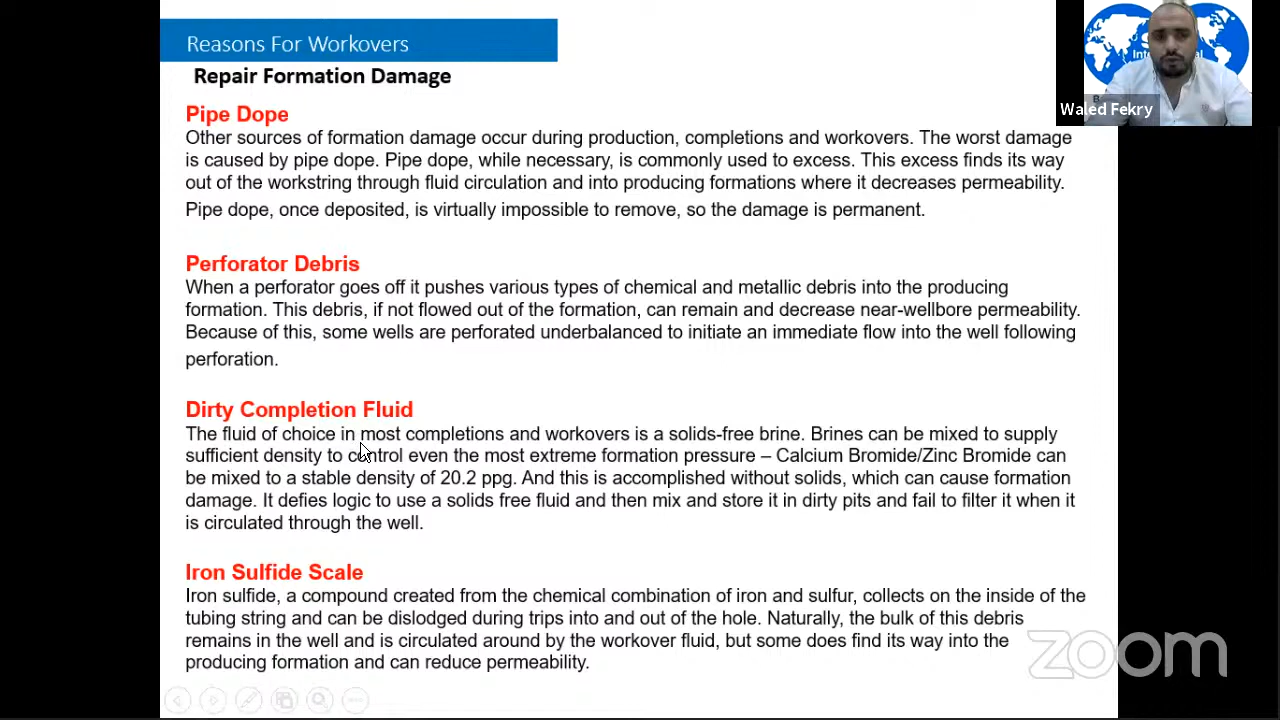 Reasons For Workovers
Repair Formation Damage
Pipe Dope
Other sources of formation damage occur during production, completions and workovers. The worst damage
is caused by pipe dope. Pipe dope, while necessary, is commonly used to excess. This excess finds its way
out of the workstring through fluid circulation and into producing formations where it decreases permeability.
Pipe dope, once deposited, is virtually impossible to remove, so the damage is permanent.
Perforator Debris
When a perforator goes off it pushes various types of chemical and metallic debris into the producing
formation. This debris, if not flowed out of the formation, can remain and decrease near-wellbore permeability.
Because of this, some wells are perforated underbalanced to initiate an immediate flow into the well following
perforation.
Dirty Completion Fluid
The fluid of choice in most completions and workovers is a solids-free brine. Brines can be mixed to supply
sufficient density to control even the most extreme formation pressure – Calcium Bromide/Zinc Bromide can
be mixed to a stable density of 20.2 ppg. And this is accomplished without solids, which can cause formation
damage. It defies logic to use a solids free fluid and then mix and store it in dirty pits and fail to filter it when it
is circulated through the well.
Iron Sulfide Scale
Iron sulfide, a compound created from the chemical combination of iron and sulfur, collects on the inside of the
tubing string and can be dislodged during trips into and out of the hole. Naturally, the bulk of this debris
remains in the well and is circulated around by the workover fluid, but some does find its way into the
producing formation and can reduce permeability.
Waled Fekry
zoom